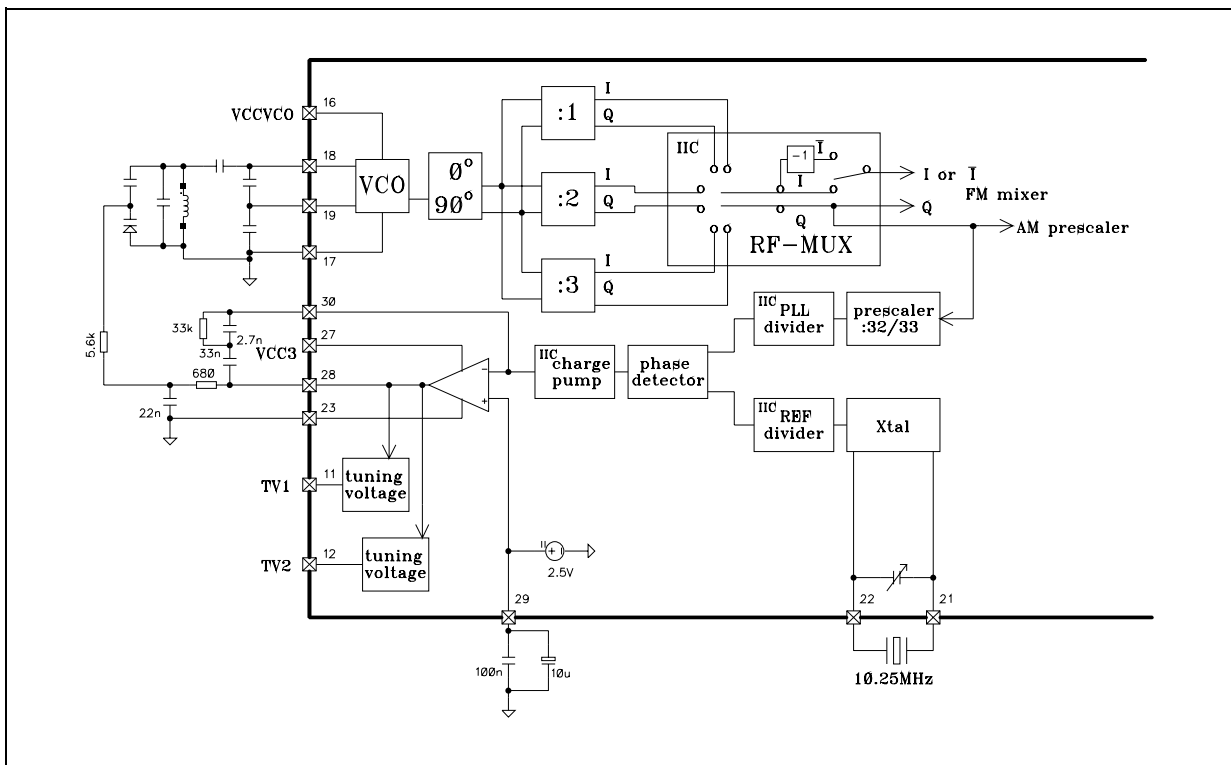 VCCVCO
16
18
19
17
VCO
0°
90°
:1
I
Q
:2
I
Q
:3
I
Q
IIC
-1
I̅
I
Q
RF-MUX
I or I̅
FM mixer
Q
AM prescaler
5.6k
33k
2.7n
33n
680
22n
30
VCC3
27
28
23
-
+
IIC charge
pump
phase
detector
IIC PLL
divider
prescaler
:32/33
IIC REF
divider
Xtal
TV1
11
tuning
voltage
TV2
12
tuning
voltage
2.5V
29
22
21
100n
10u
10.25MHz